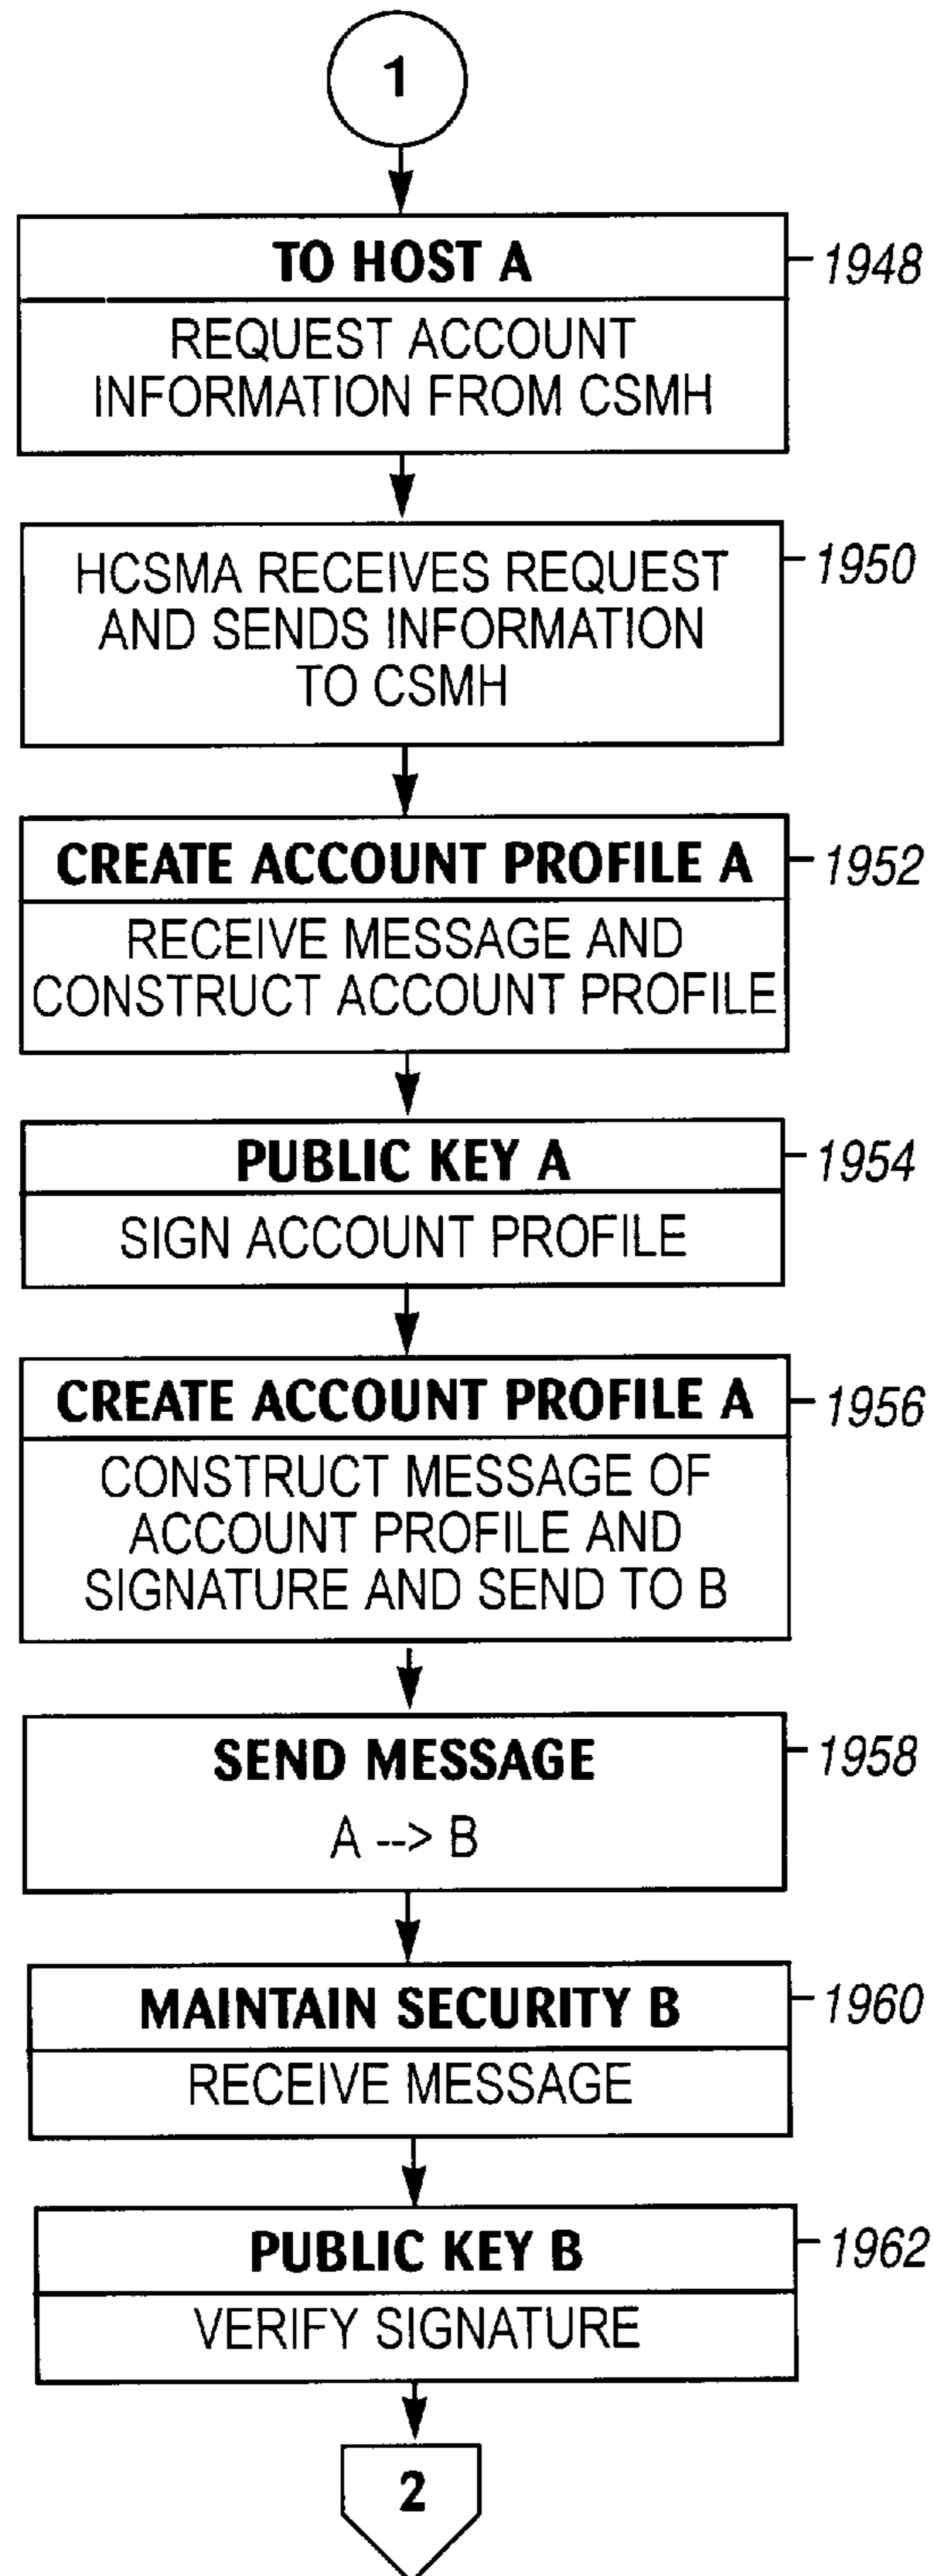 1
TO HOST A
1948
REQUEST ACCOUNT
INFORMATION FROM CSMH
HCSMA RECEIVES REQUEST
1950
AND SENDS INFORMATION
TO CSMH
CREATE ACCOUNT PROFILE A
1952
RECEIVE MESSAGE AND
CONSTRUCT ACCOUNT PROFILE
PUBLIC KEY A
1954
SIGN ACCOUNT PROFILE
CREATE ACCOUNT PROFILE A
1956
CONSTRUCT MESSAGE OF
ACCOUNT PROFILE AND
SIGNATURE AND SEND TO B
SEND MESSAGE
1958
A --> B
MAINTAIN SECURITY B
1960
RECEIVE MESSAGE
PUBLIC KEY B
1962
VERIFY SIGNATURE
2